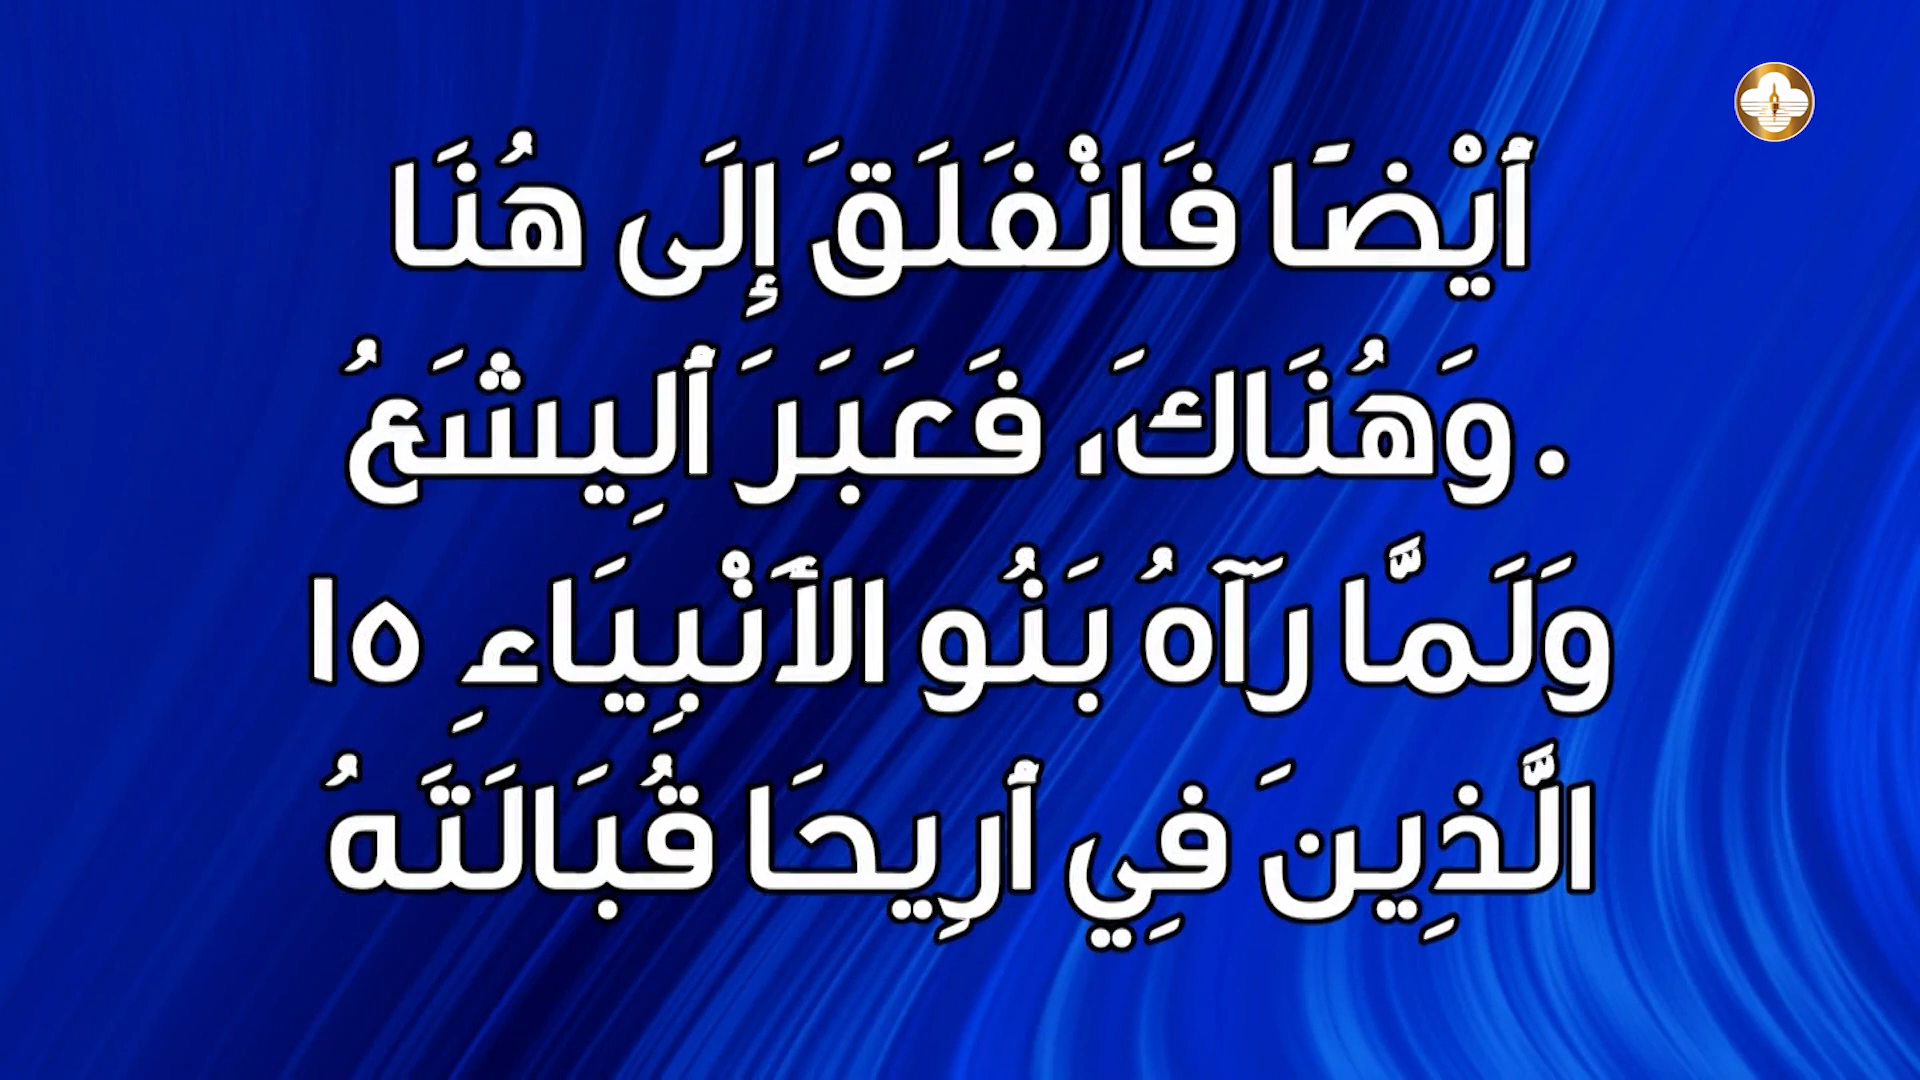 أَيْضًا فَانْفَلَقَ إِلَى هُنَا
. وَهُنَاكَ، فَعَبَرَ أَلِيشَعُ
وَلَمَّا رَآهُ بَنُو الأَنْبِيَاءِ ١٥
الَّذِينَ فِي أَرِيحَا قُبَالَتَهُ